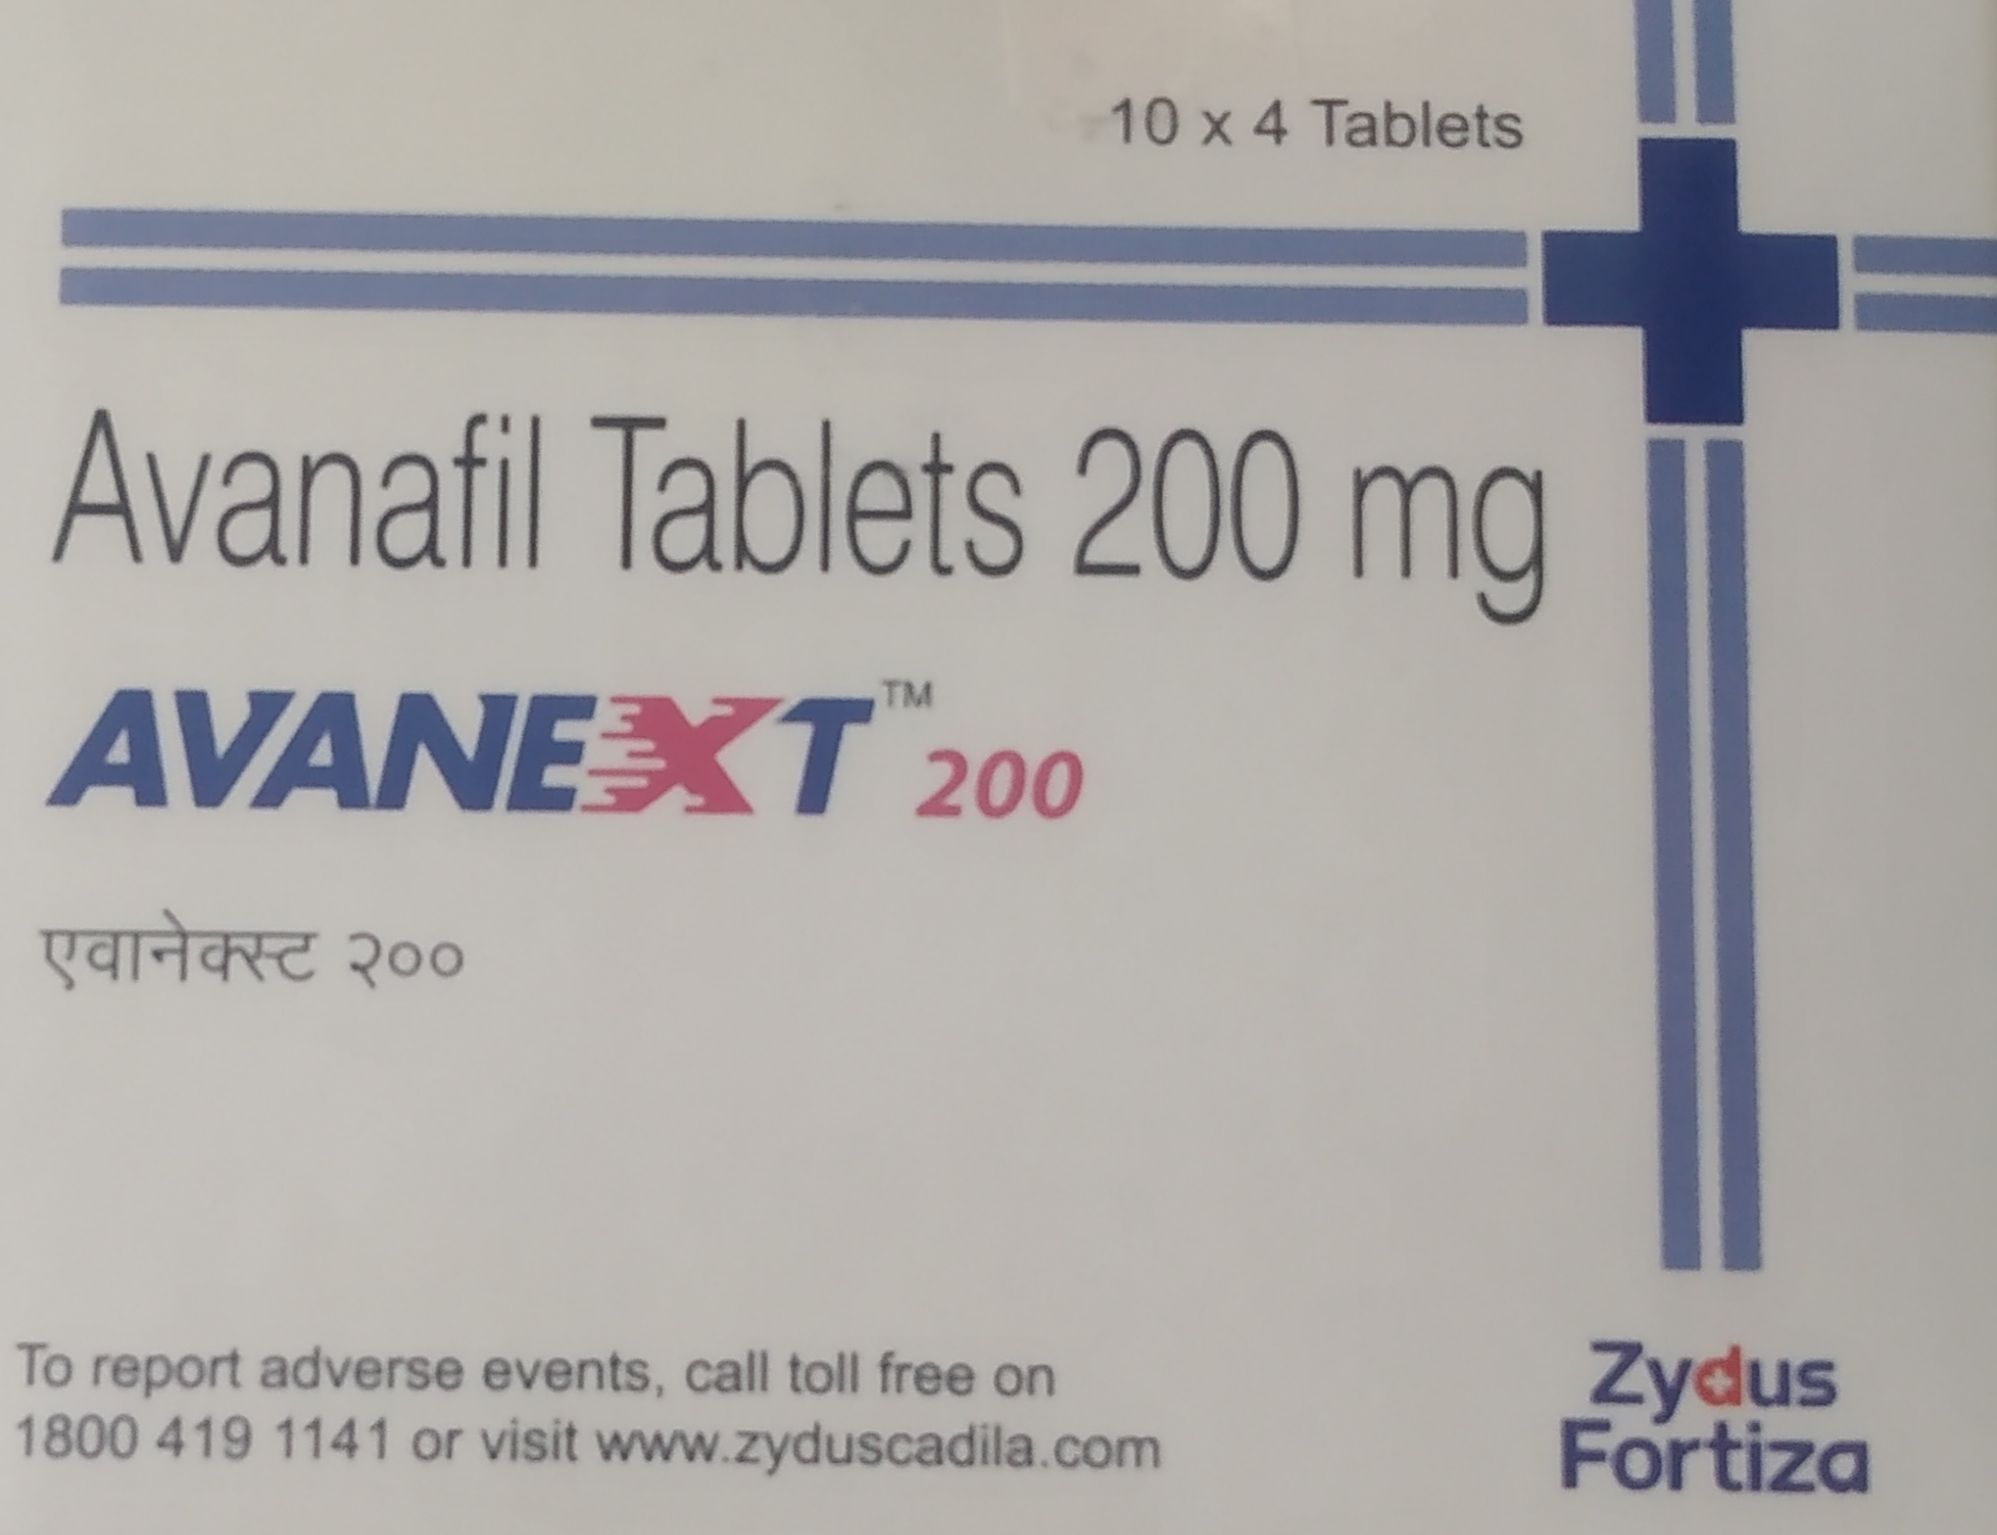 10 x 4 Tablets
Avanafil Tablets 200 mg
AVANEXT™ 200
एवानेक्स्ट २००
To report adverse events, call toll free on
1800 419 1141 or visit www.zyduscadila.com
Zydus
Fortiza